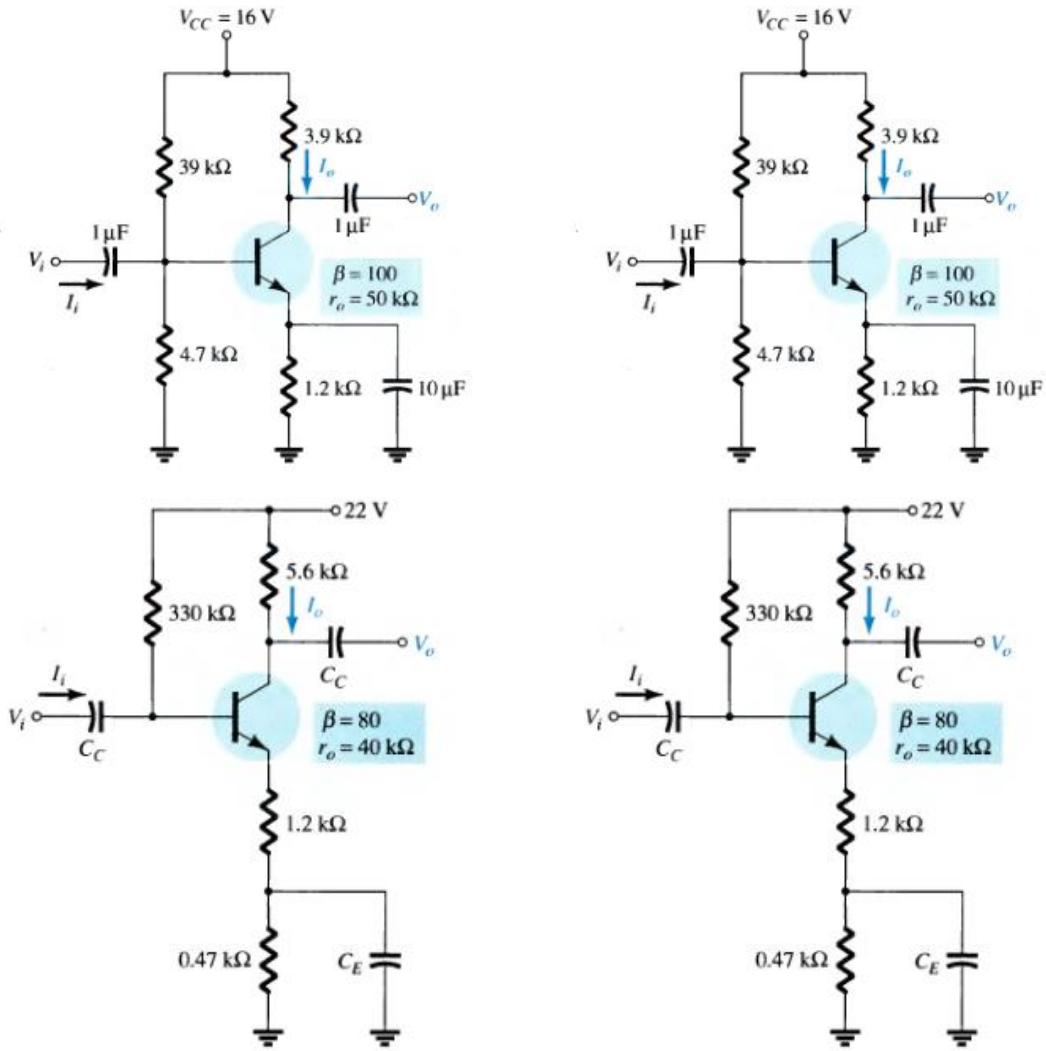 VCC = 16 V
3.9 kΩ
39 kΩ
Io
Vo
1 μF
1 μF
Vi
Ii
β = 100
ro = 50 kΩ
4.7 kΩ
1.2 kΩ
10 μF
VCC = 16 V
3.9 kΩ
39 kΩ
Io
Vo
1 μF
1 μF
Vi
Ii
β = 100
ro = 50 kΩ
4.7 kΩ
1.2 kΩ
10 μF
22 V
5.6 kΩ
330 kΩ
Io
Vo
CC
Ii
Vi
CC
β = 80
ro = 40 kΩ
1.2 kΩ
0.47 kΩ
CE
22 V
5.6 kΩ
330 kΩ
Io
Vo
CC
Ii
Vi
CC
β = 80
ro = 40 kΩ
1.2 kΩ
0.47 kΩ
CE